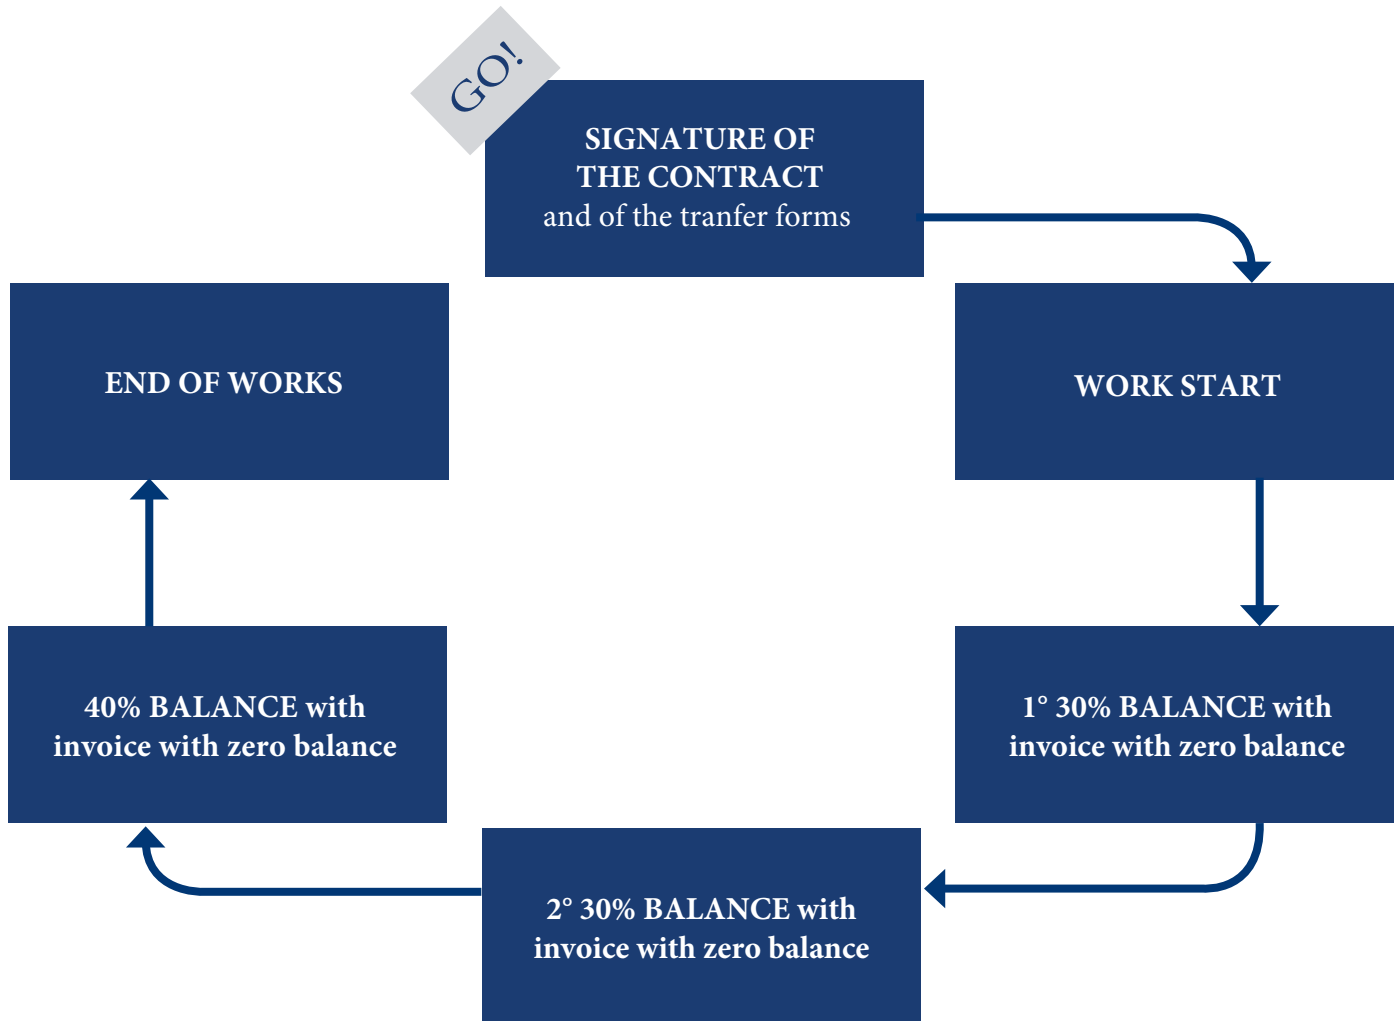 GO!
SIGNATURE OF
THE CONTRACT
and of the tranfer forms
WORK START
1° 30% BALANCE with
invoice with zero balance
2° 30% BALANCE with
invoice with zero balance
40% BALANCE with
invoice with zero balance
END OF WORKS